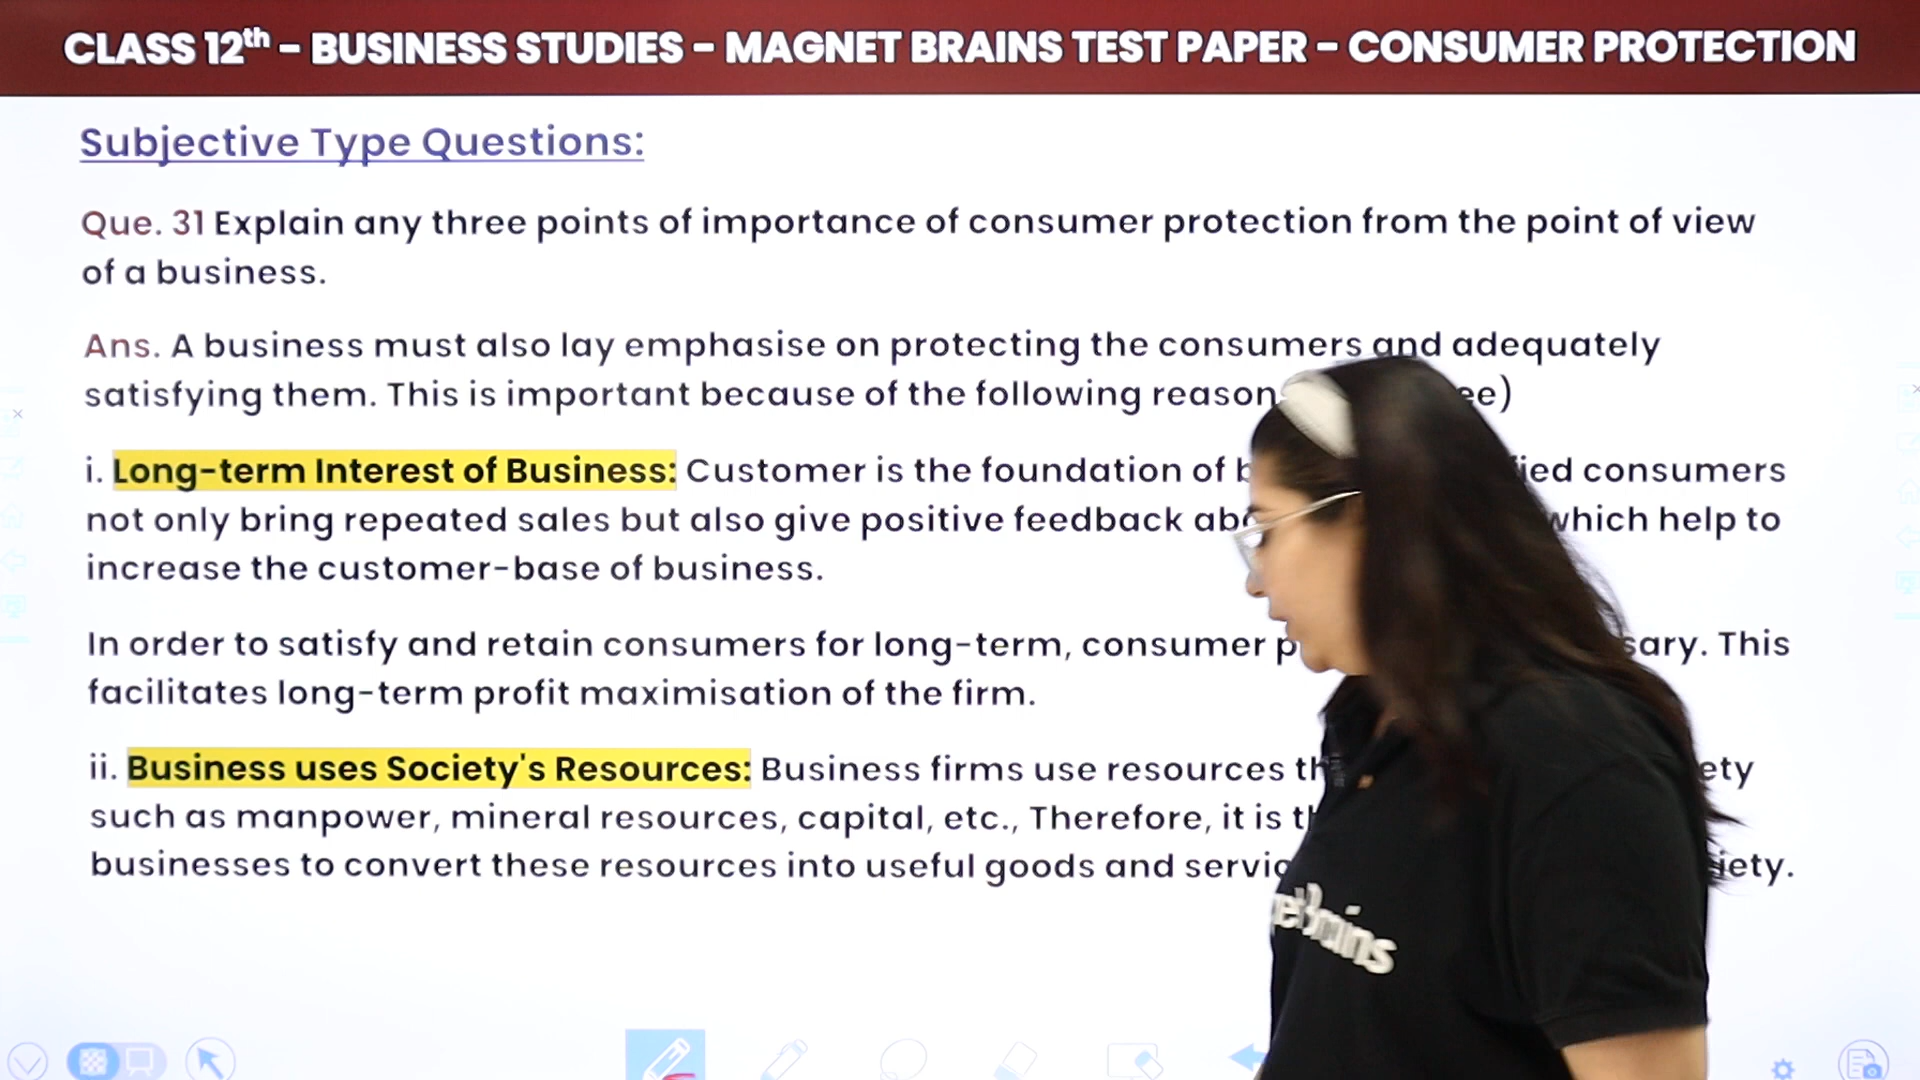 CLASS 12th – BUSINESS STUDIES – MAGNET BRAINS TEST PAPER – CONSUMER PROTECTION
Subjective Type Questions:
Que. 31 Explain any three points of importance of consumer protection from the point of view
of a business.
Ans. A business must also lay emphasise on protecting the consumers and adequately
satisfying them. This is important because of the following reason
i. Long-term Interest of Business: Customer is the foundation of consumers
not only bring repeated sales but also give positive feedback which help to
increase the customer-base of business.
In order to satisfy and retain consumers for long-term, consumer This
facilitates long-term profit maximisation of the firm.
ii. Business uses Society's Resources: Business firms use resources
such as manpower, mineral resources, capital, etc., Therefore, it is
businesses to convert these resources into useful goods and
Brains